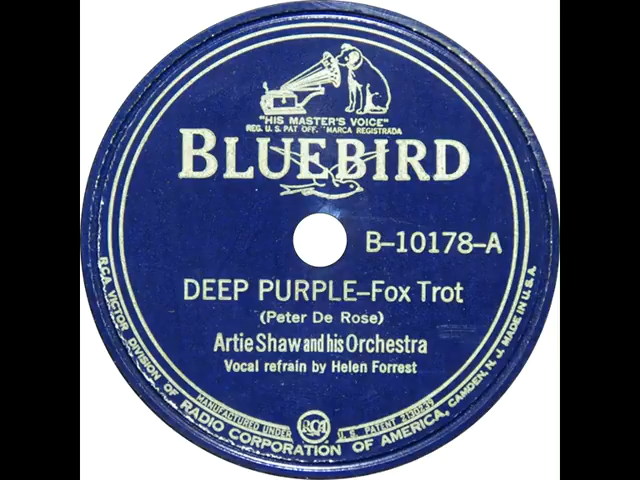 "HIS MASTER'S VOICE"
REG. U.S. PAT OFF. MARCA REGISTRADA
BLUEBIRD
B-10178-A
DEEP PURPLE-Fox Trot
(Peter De Rose)
Artie Shaw and his Orchestra
Vocal refrain by Helen Forrest
MANUFACTURED UNDER RCA U.S. PATENT 2130239
R.C.A. VICTOR DIVISION OF RADIO CORPORATION OF AMERICA, CAMDEN, N. J. MADE IN U.S.A.